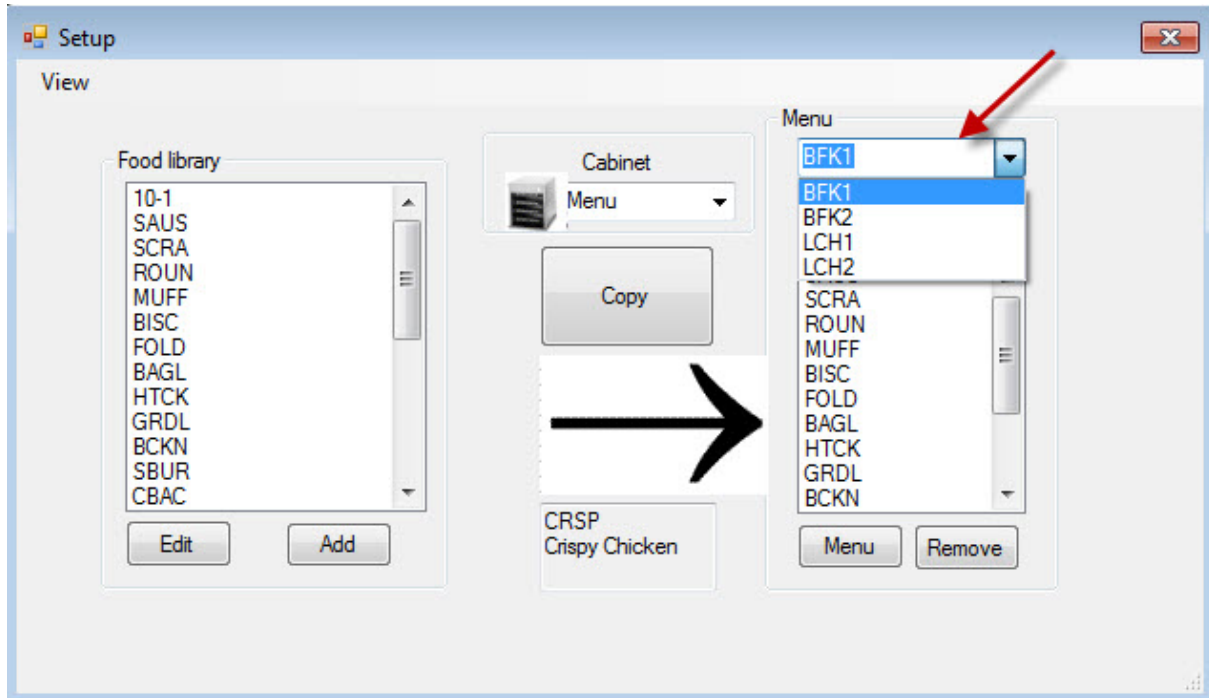 Setup
View
Food library
10-1
SAUS
SCRA
ROUN
MUFF
BISC
FOLD
BAGL
HTCK
GRDL
BCKN
SBUR
CBAC
Edit
Add
Cabinet
Menu
Copy
CRSP
Crispy Chicken
Menu
BFK1
BFK1
BFK2
LCH1
LCH2
SCRA
ROUN
MUFF
BISC
FOLD
BAGL
HTCK
GRDL
BCKN
Menu
Remove